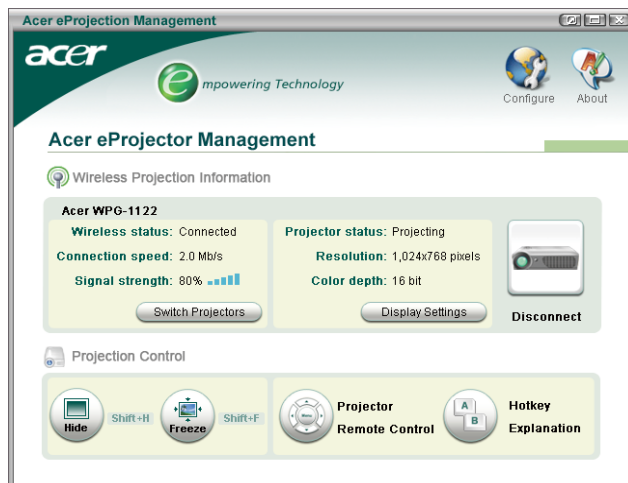 Acer eProjection Management
acer
e mpowering Technology
Configure
About
Acer eProjector Management
Wireless Projection Information
Acer WPG-1122
Wireless status: Connected
Connection speed: 2.0 Mb/s
Signal strength: 80%
Switch Projectors
Projector status: Projecting
Resolution: 1,024x768 pixels
Color depth: 16 bit
Display Settings
Disconnect
Projection Control
Hide
Shift+H
Freeze
Shift+F
Menu
Projector
Remote Control
A
B
Hotkey
Explanation